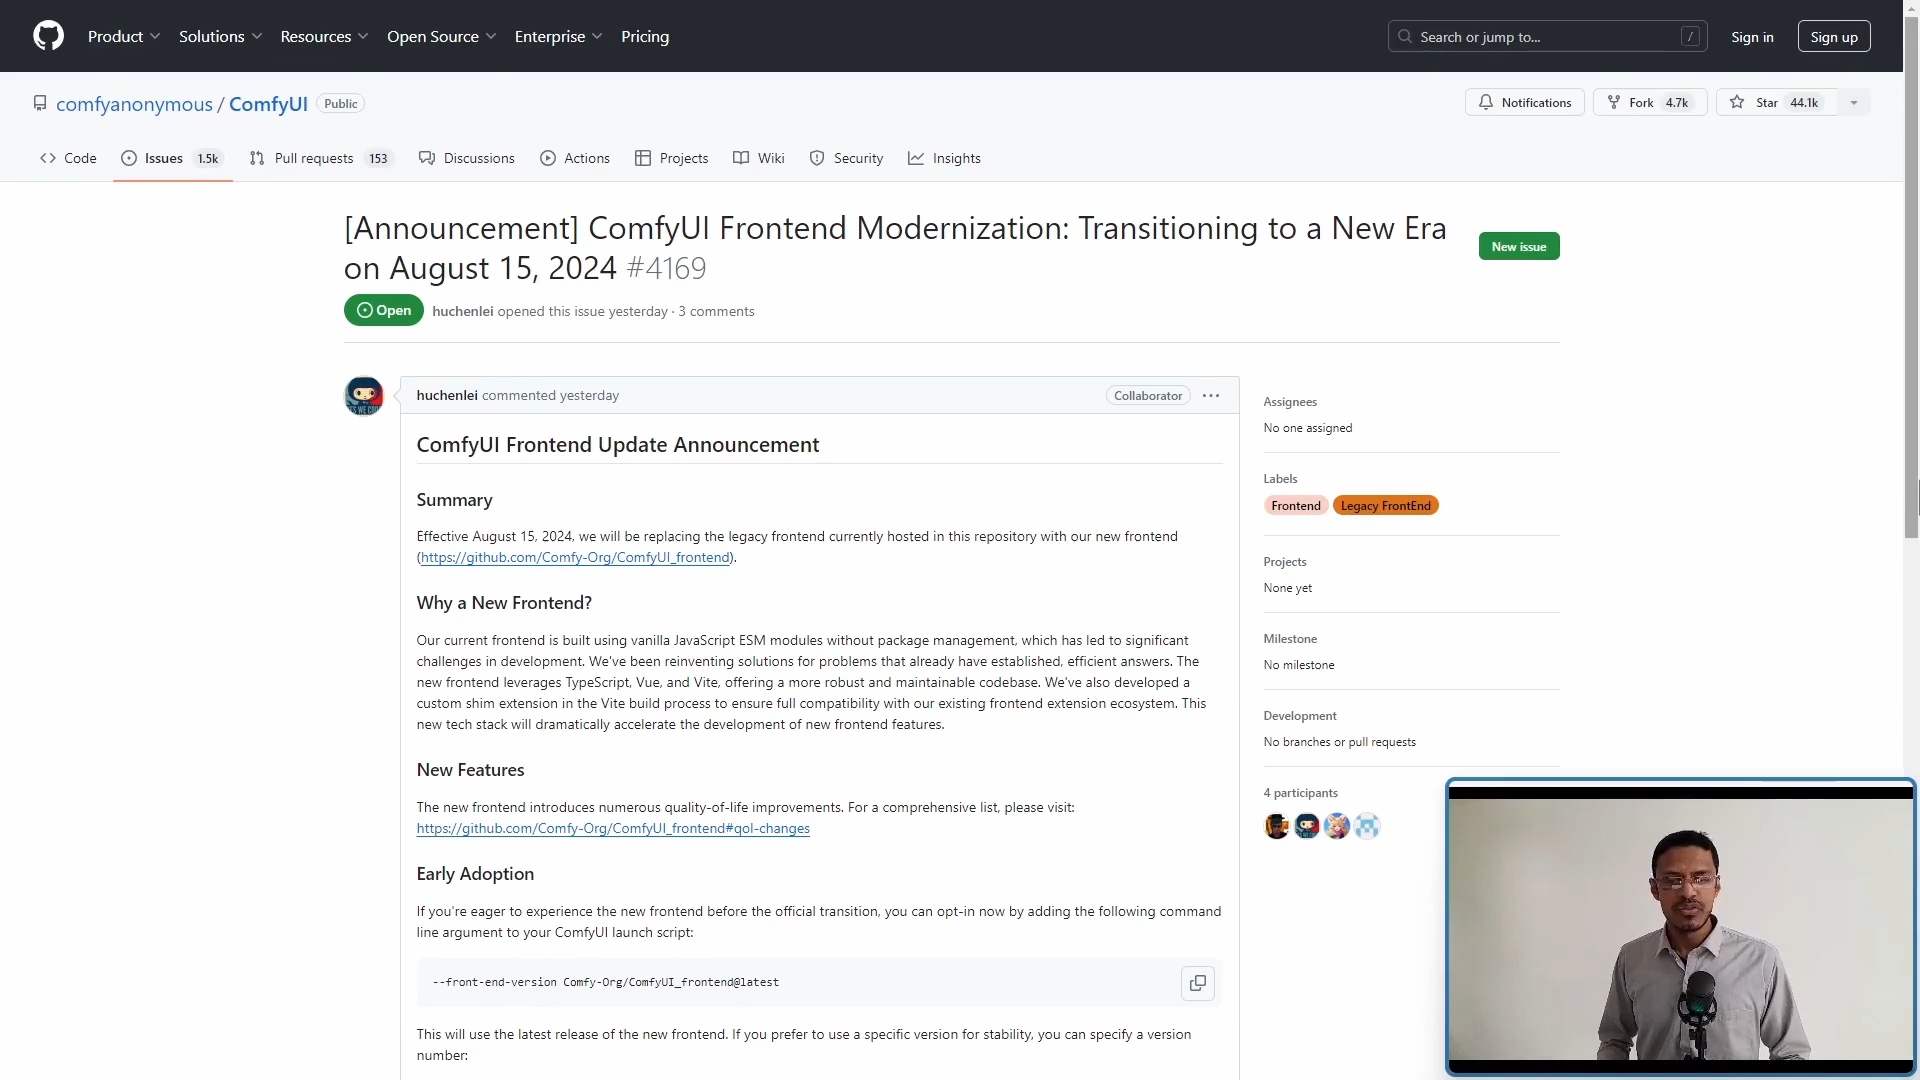 Product
Solutions
Resources
Open Source
Enterprise
Pricing
Search or jump to...
/
Sign in
Sign up
comfyanonymous / ComfyUI
Public
Notifications
Fork 4.7k
Star 44.1k
Code
Issues 1.5k
Pull requests 153
Discussions
Actions
Projects
Wiki
Security
Insights
[Announcement] ComfyUI Frontend Modernization: Transitioning to a New Era
on August 15, 2024 #4169
New issue
Open
huchenlei opened this issue yesterday · 3 comments
huchenlei commented yesterday
Collaborator
ComfyUI Frontend Update Announcement
Summary
Effective August 15, 2024, we will be replacing the legacy frontend currently hosted in this repository with our new frontend
(https://github.com/Comfy-Org/ComfyUI_frontend).
Why a New Frontend?
Our current frontend is built using vanilla JavaScript ESM modules without package management, which has led to significant
challenges in development. We've been reinventing solutions for problems that already have established, efficient answers. The
new frontend leverages TypeScript, Vue, and Vite, offering a more robust and maintainable codebase. We've also developed a
custom shim extension in the Vite build process to ensure full compatibility with our existing frontend extension ecosystem. This
new tech stack will dramatically accelerate the development of new frontend features.
New Features
The new frontend introduces numerous quality-of-life improvements. For a comprehensive list, please visit:
https://github.com/Comfy-Org/ComfyUI_frontend#qol-changes
Early Adoption
If you're eager to experience the new frontend before the official transition, you can opt-in now by adding the following command
line argument to your ComfyUI launch script:
--front-end-version Comfy-Org/ComfyUI_frontend@latest
This will use the latest release of the new frontend. If you prefer to use a specific version for stability, you can specify a version
number:
Assignees
No one assigned
Labels
Frontend
Legacy FrontEnd
Projects
None yet
Milestone
No milestone
Development
No branches or pull requests
4 participants